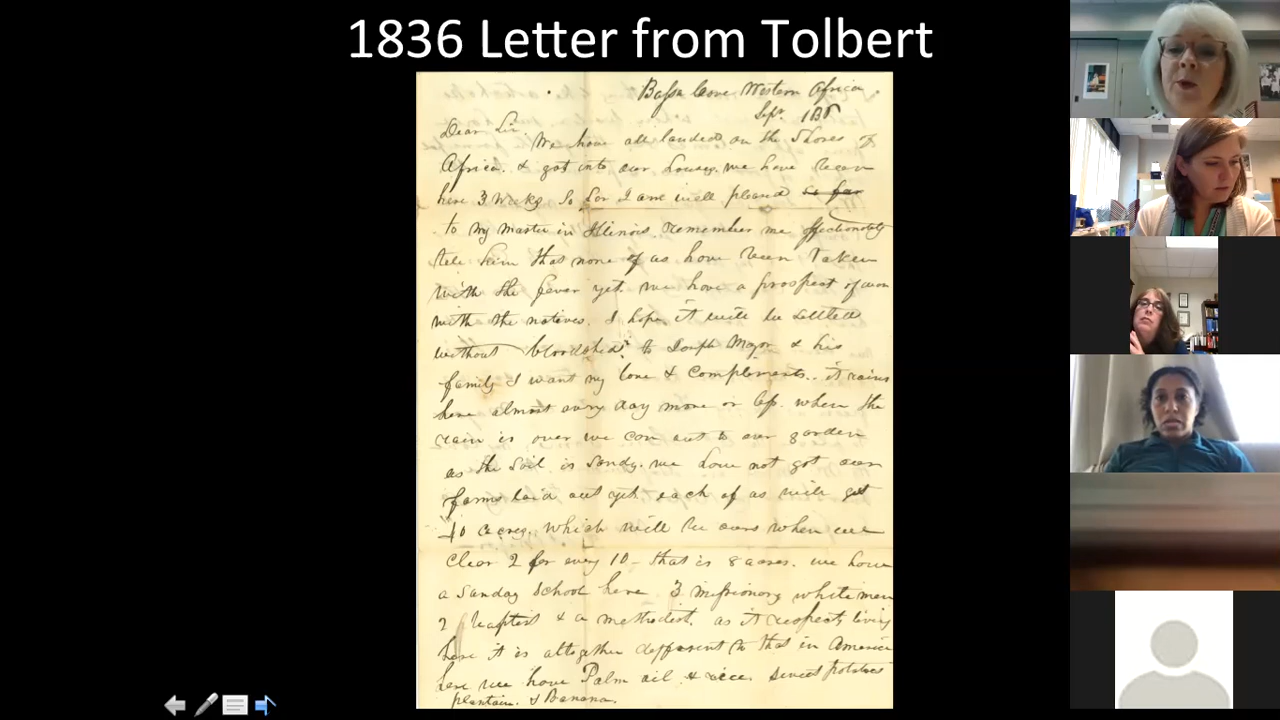 1836 Letter from Tolbert
Bassa Cove Western Africa.
Sepr.
Dear Sir. We have all landed on the Shores of
Africa. & got into our houses. we have been
here 3 Weeks So far I am well pleased so far
to my master in Illinois remember me affectionately
tele him that none of us have been Taken
with the fever yet. we have a prospect of war
with the natives. I hope it will be settled
without bloodshed. to Joseph Major & his
family I want my love & Complements.. it rains
here almost every day more or less. when the
rain is over we can out to our garden
as the Soil is Sandy. we have not got our
farms laid out yet. each of us will get
40 acres. which will be ours when we
Clear 2 for every 10 - that is 8 acres. we have
a Sanday School here 3 missionary white men
2 baptist & a methodist. as it respects living
here it is altogether different to that in America
here we have Palm oil & rice. sweet potatoes
plantain. & Banana.